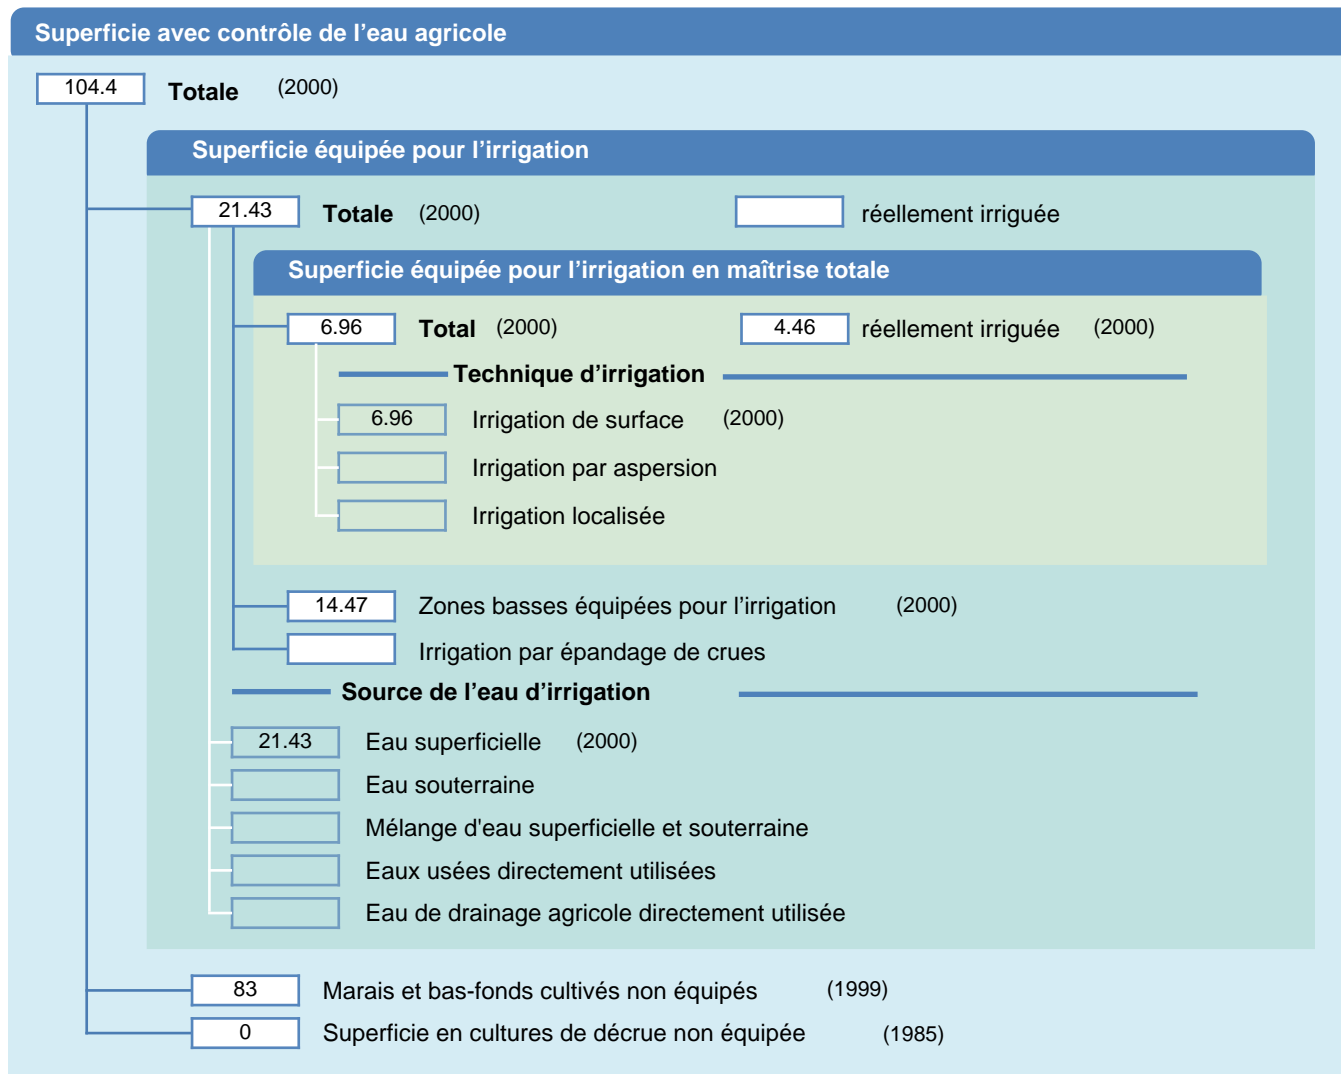 Superficie avec contrôle de l’eau agricole
104.4 Totale (2000)
Superficie équipée pour l’irrigation
21.43 Totale (2000) réellement irriguée
Superficie équipée pour l’irrigation en maîtrise totale
6.96 Total (2000) 4.46 réellement irriguée (2000)
Technique d’irrigation
6.96 Irrigation de surface (2000)
Irrigation par aspersion
Irrigation localisée
14.47 Zones basses équipées pour l’irrigation (2000)
Irrigation par épandage de crues
Source de l’eau d’irrigation
21.43 Eau superficielle (2000)
Eau souterraine
Mélange d'eau superficielle et souterraine
Eaux usées directement utilisées
Eau de drainage agricole directement utilisée
83 Marais et bas-fonds cultivés non équipés (1999)
0 Superficie en cultures de décrue non équipée (1985)